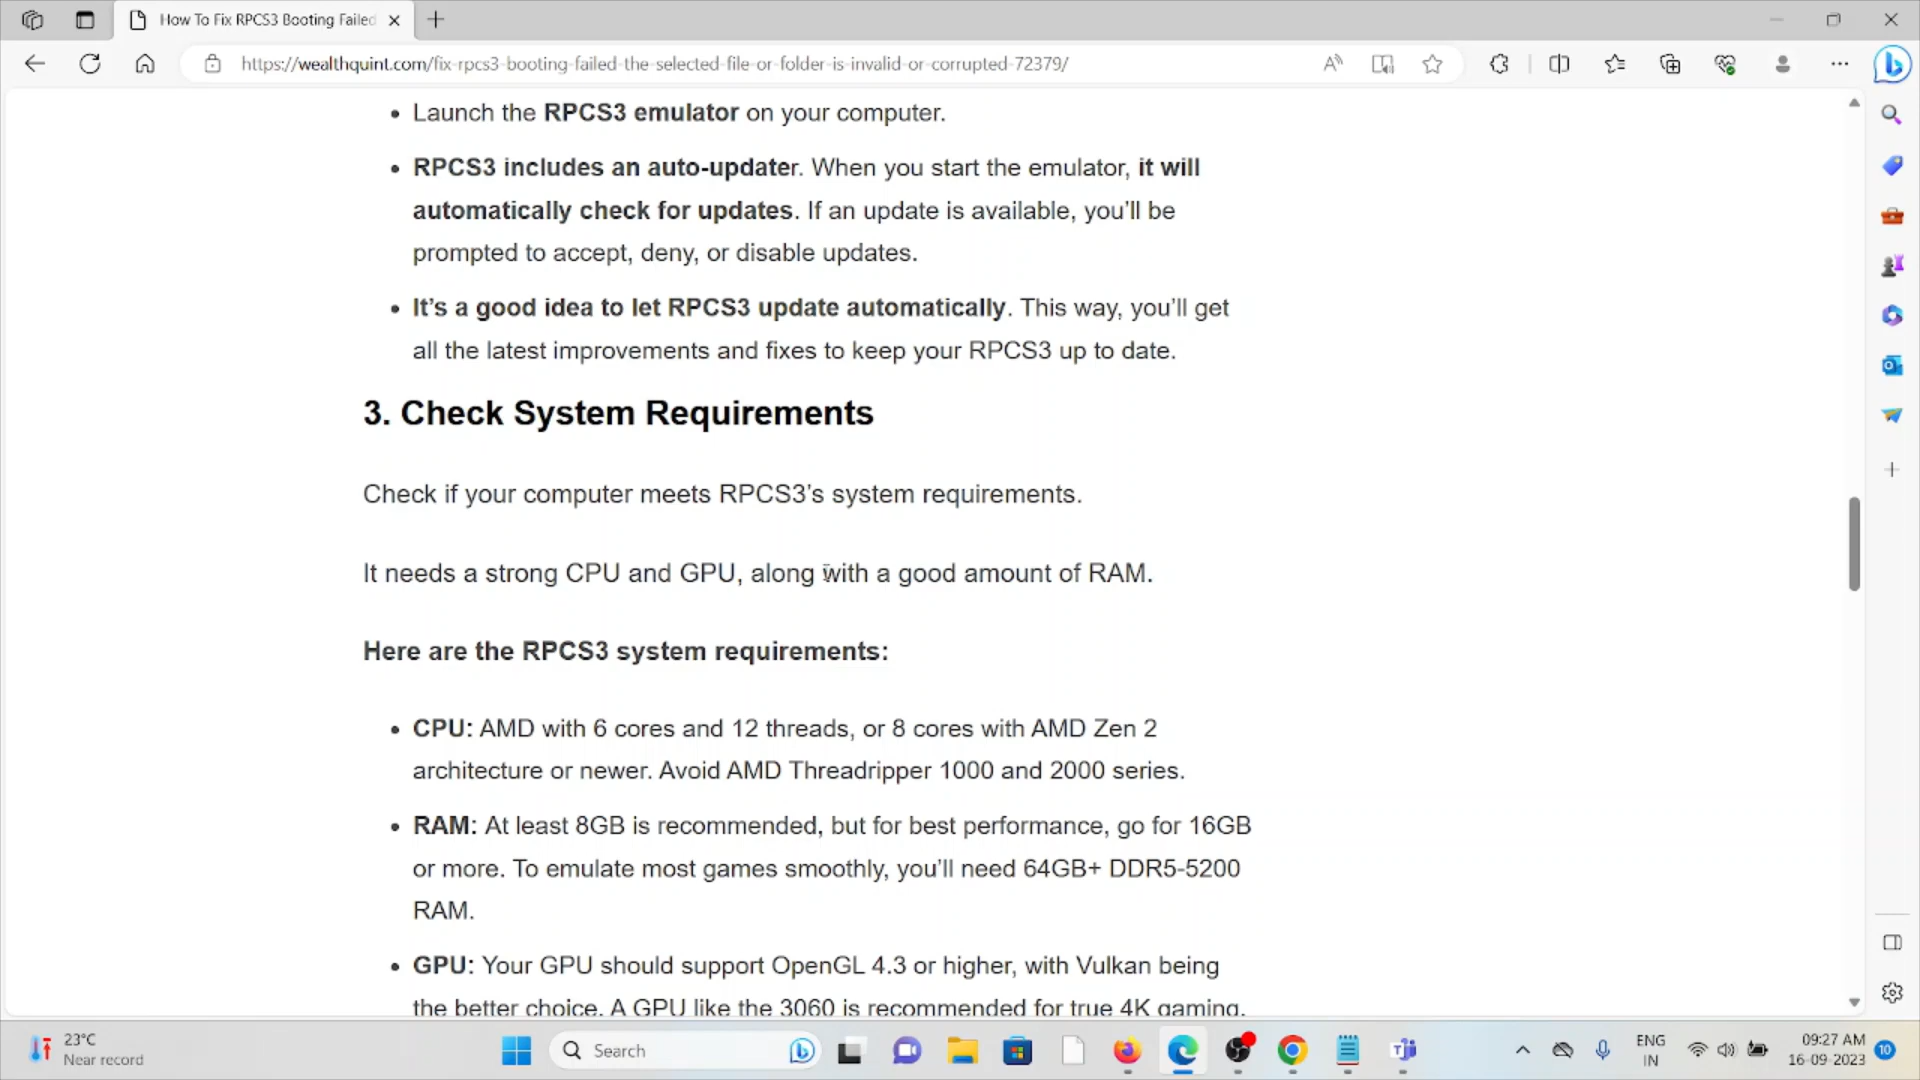 How To Fix RPCS3 Booting Failed
https://wealthquint.com/fix-rpcs3-booting-failed-the-selected-file-or-folder-is-invalid-or-corrupted-72379/
Launch the RPCS3 emulator on your computer.
RPCS3 includes an auto-updater. When you start the emulator, it will
automatically check for updates. If an update is available, you’ll be
prompted to accept, deny, or disable updates.
It’s a good idea to let RPCS3 update automatically. This way, you’ll get
all the latest improvements and fixes to keep your RPCS3 up to date.
3. Check System Requirements
Check if your computer meets RPCS3’s system requirements.
It needs a strong CPU and GPU, along with a good amount of RAM.
Here are the RPCS3 system requirements:
CPU: AMD with 6 cores and 12 threads, or 8 cores with AMD Zen 2
architecture or newer. Avoid AMD Threadripper 1000 and 2000 series.
RAM: At least 8GB is recommended, but for best performance, go for 16GB
or more. To emulate most games smoothly, you’ll need 64GB+ DDR5-5200
RAM.
GPU: Your GPU should support OpenGL 4.3 or higher, with Vulkan being
the better choice. A GPU like the 3060 is recommended for true 4K gaming.
23°C
Near record
Search
ENG
IN
09:27 AM
16-09-2023
10